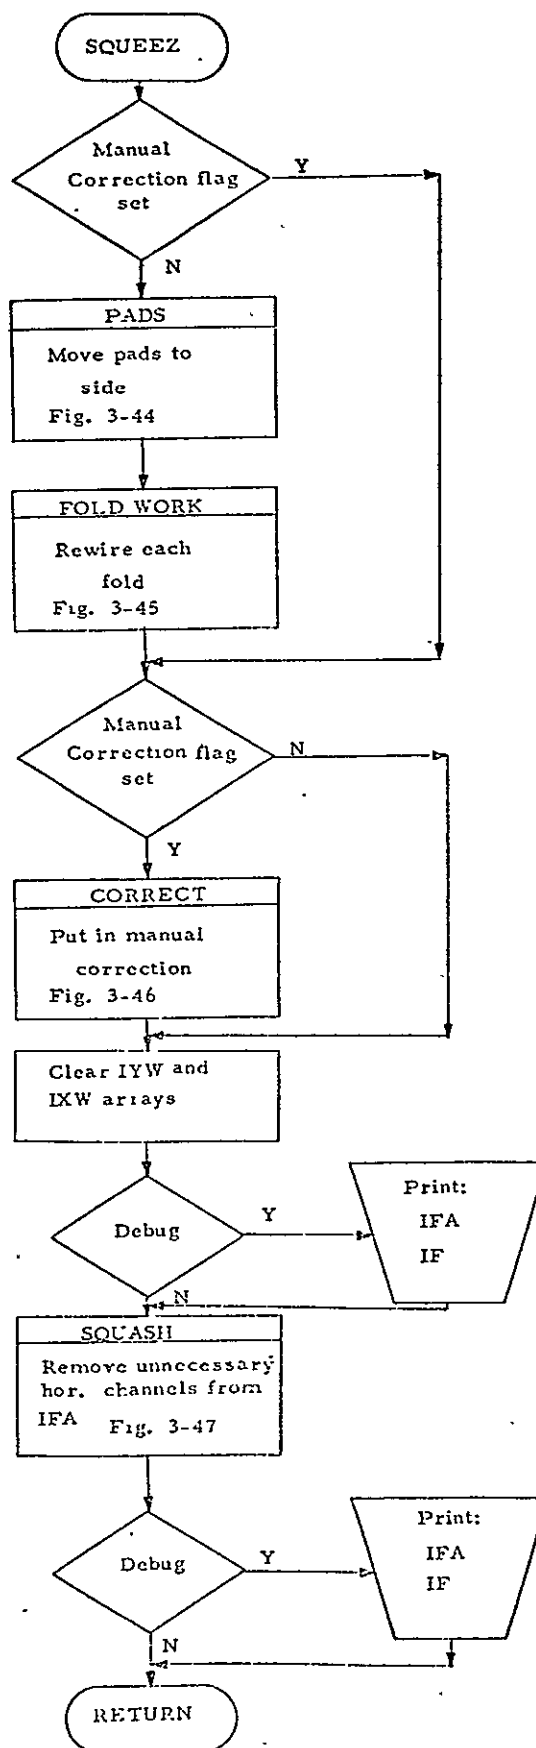 SQUEEZ
Manual
Correction flag
set
Y
N
PADS
Move pads to
side
Fig. 3-44
FOLD WORK
Rewire each
fold
Fig. 3-45
Manual
Correction flag
set
N
Y
CORRECT
Put in manual
correction
Fig. 3-46
Clear IYW and
IXW arrays
Debug
Y
Print:
IFA
IF
N
SQUASH
Remove unnecessary
hor. channels from
IFA Fig. 3-47
Debug
Y
Print:
IFA
IF
N
RETURN